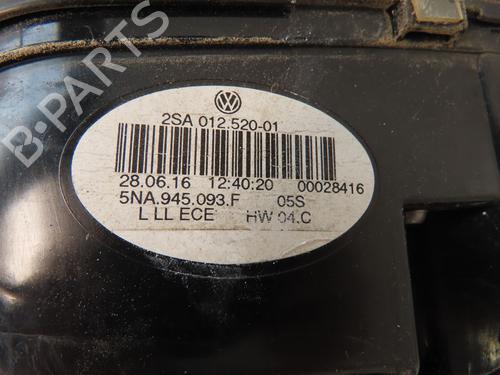 2SA 012.520-01
28.06.16 12:40:20 00028416
5NA.945.093.F 05S
L LL ECE HW 04.C
B-PARTS